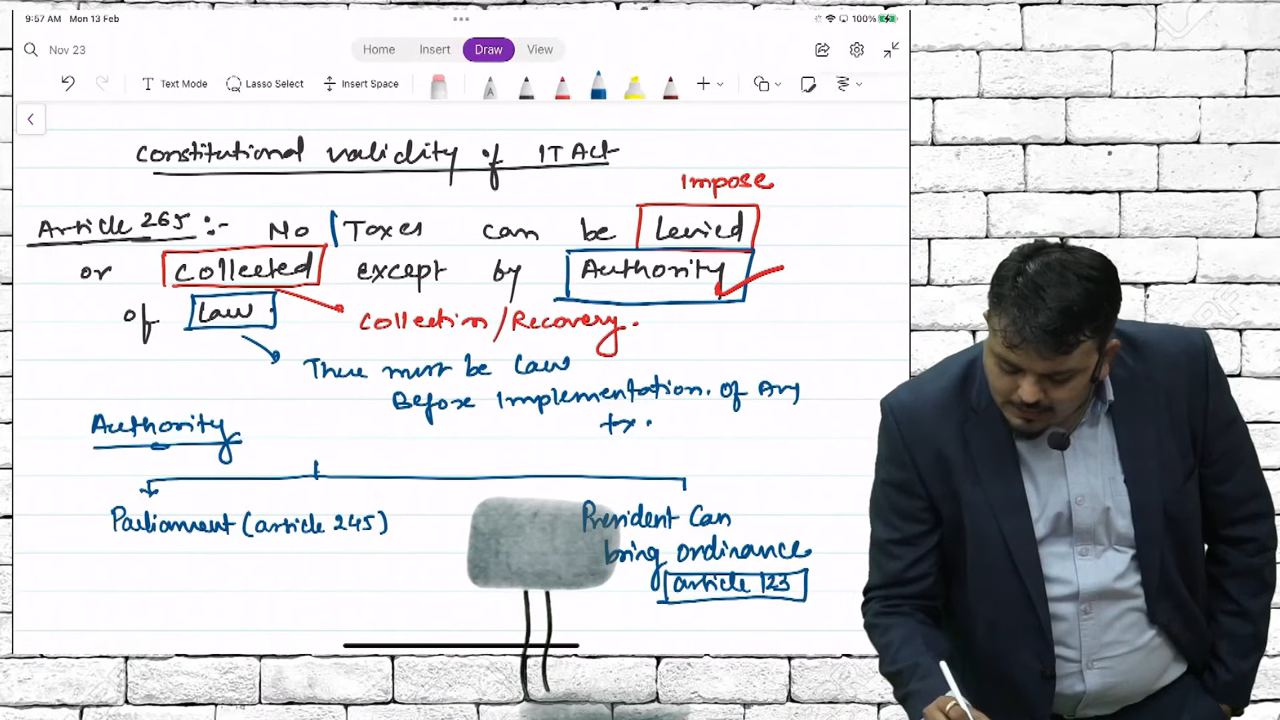 9:57 AM Mon 13 Feb
100%
Nov 23
Home Insert Draw View
Text Mode Lasso Select Insert Space
Constitutional validity of IT Act
Impose
Article 265 :- No Taxes can be levied
or collected except by Authority
of law.
Collection/Recovery.
There must be law
Before Implementation. of Any
tax.
Authority
Parliament (article 245)
President Can
bring ordinance
article 123